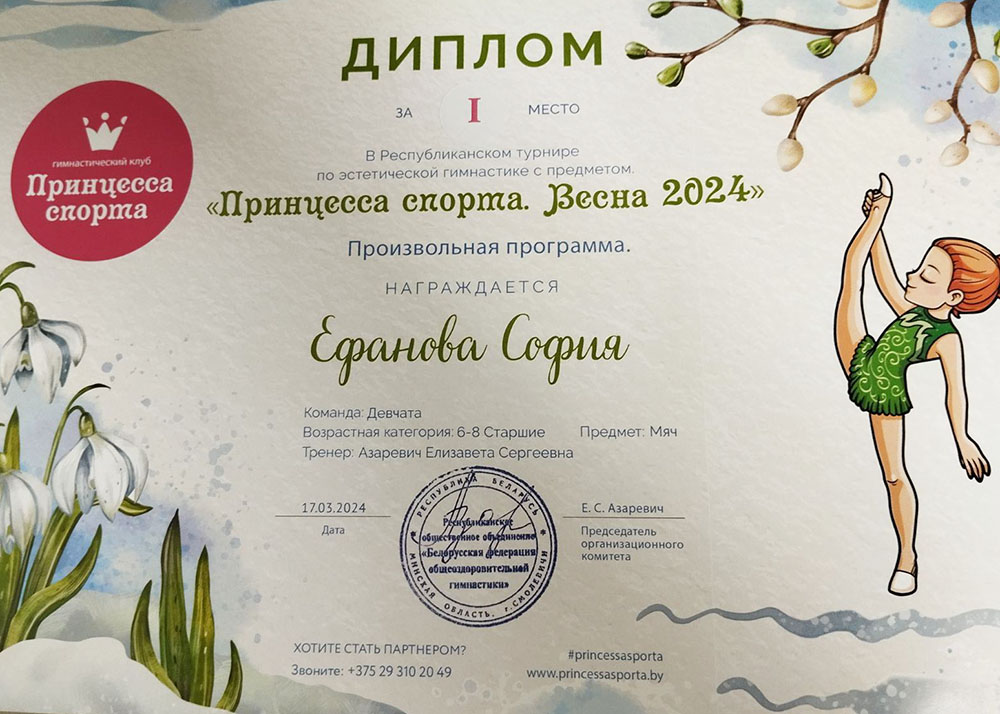 ДИПЛОМ
ЗА I МЕСТО
гимнастический клуб
Принцесса
спорта
В Республиканском турнире
по эстетической гимнастике с предметом.
«Принцесса спорта. Весна 2024»
Произвольная программа.
НАГРАЖДАЕТСЯ
Ефанова София
Команда: Девчата
Возрастная категория: 6-8 Старшие Предмет: Мяч
Тренер: Азаревич Елизавета Сергеевна
17.03.2024
Дата
РЕСПУБЛИКА БЕЛАРУСЬ
Республиканское
общественное объединение
«Белорусская федерация
общеоздоровительной
гимнастики»
МИНСКАЯ ОБЛАСТЬ, г.СМОЛЕВИЧИ
Е. С. Азаревич
Председатель
организационного
комитета
ХОТИТЕ СТАТЬ ПАРТНЕРОМ?
Звоните: +375 29 310 20 49
#princessasporta
www.princessasporta.by